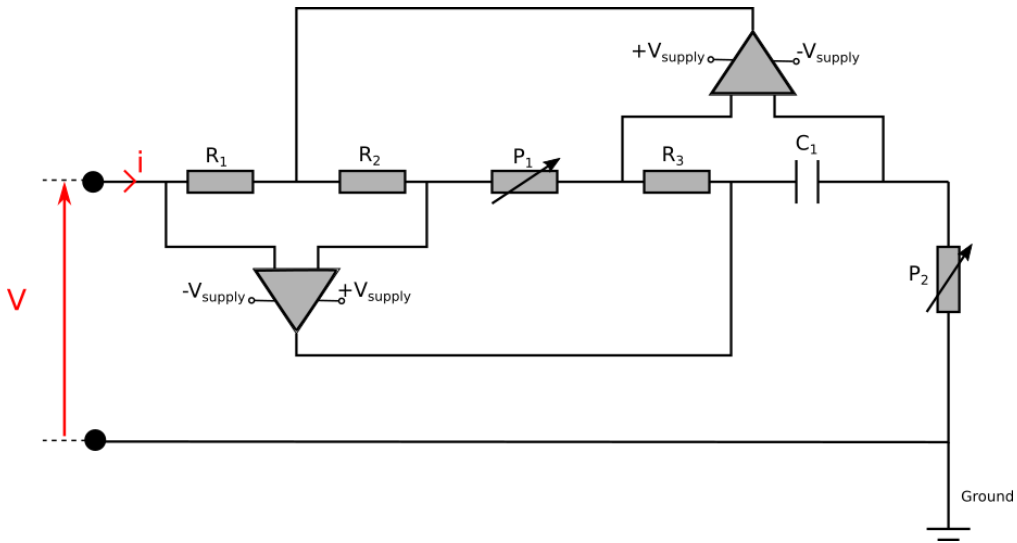 +Vsupply
-Vsupply
i
R1
R2
P1
R3
C1
P2
V
-Vsupply
+Vsupply
Ground